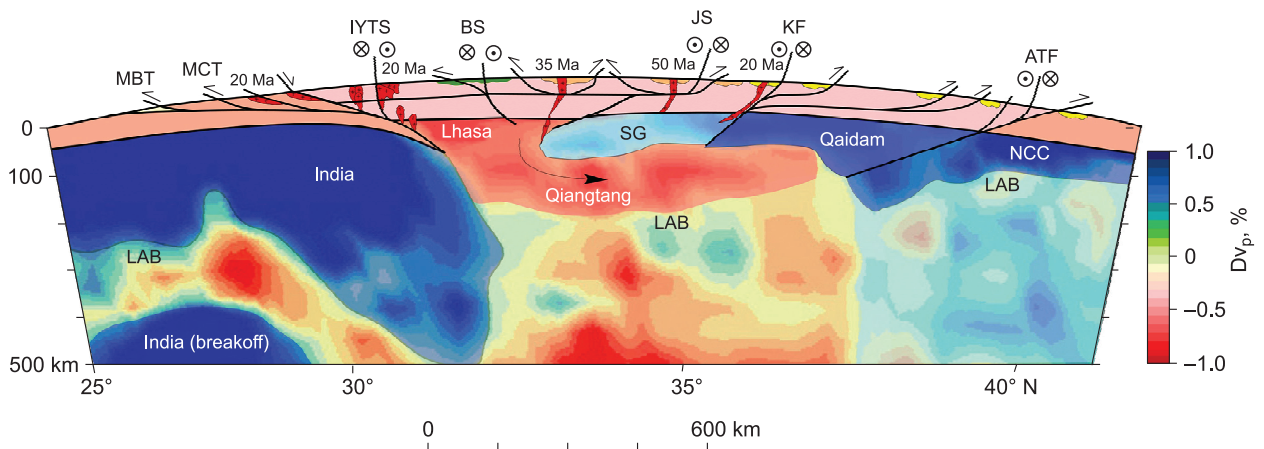 IYTS BS JS KF ATF
MBT MCT 20 Ma 20 Ma 35 Ma 50 Ma 20 Ma
0 Lhasa SG Qaidam NCC
100 India Qiangtang LAB
LAB LAB
India (breakoff)
500 km
25° 30° 35° 40° N
0 600 km
1.0
0.5
0
−0.5
−1.0
Dvp, %